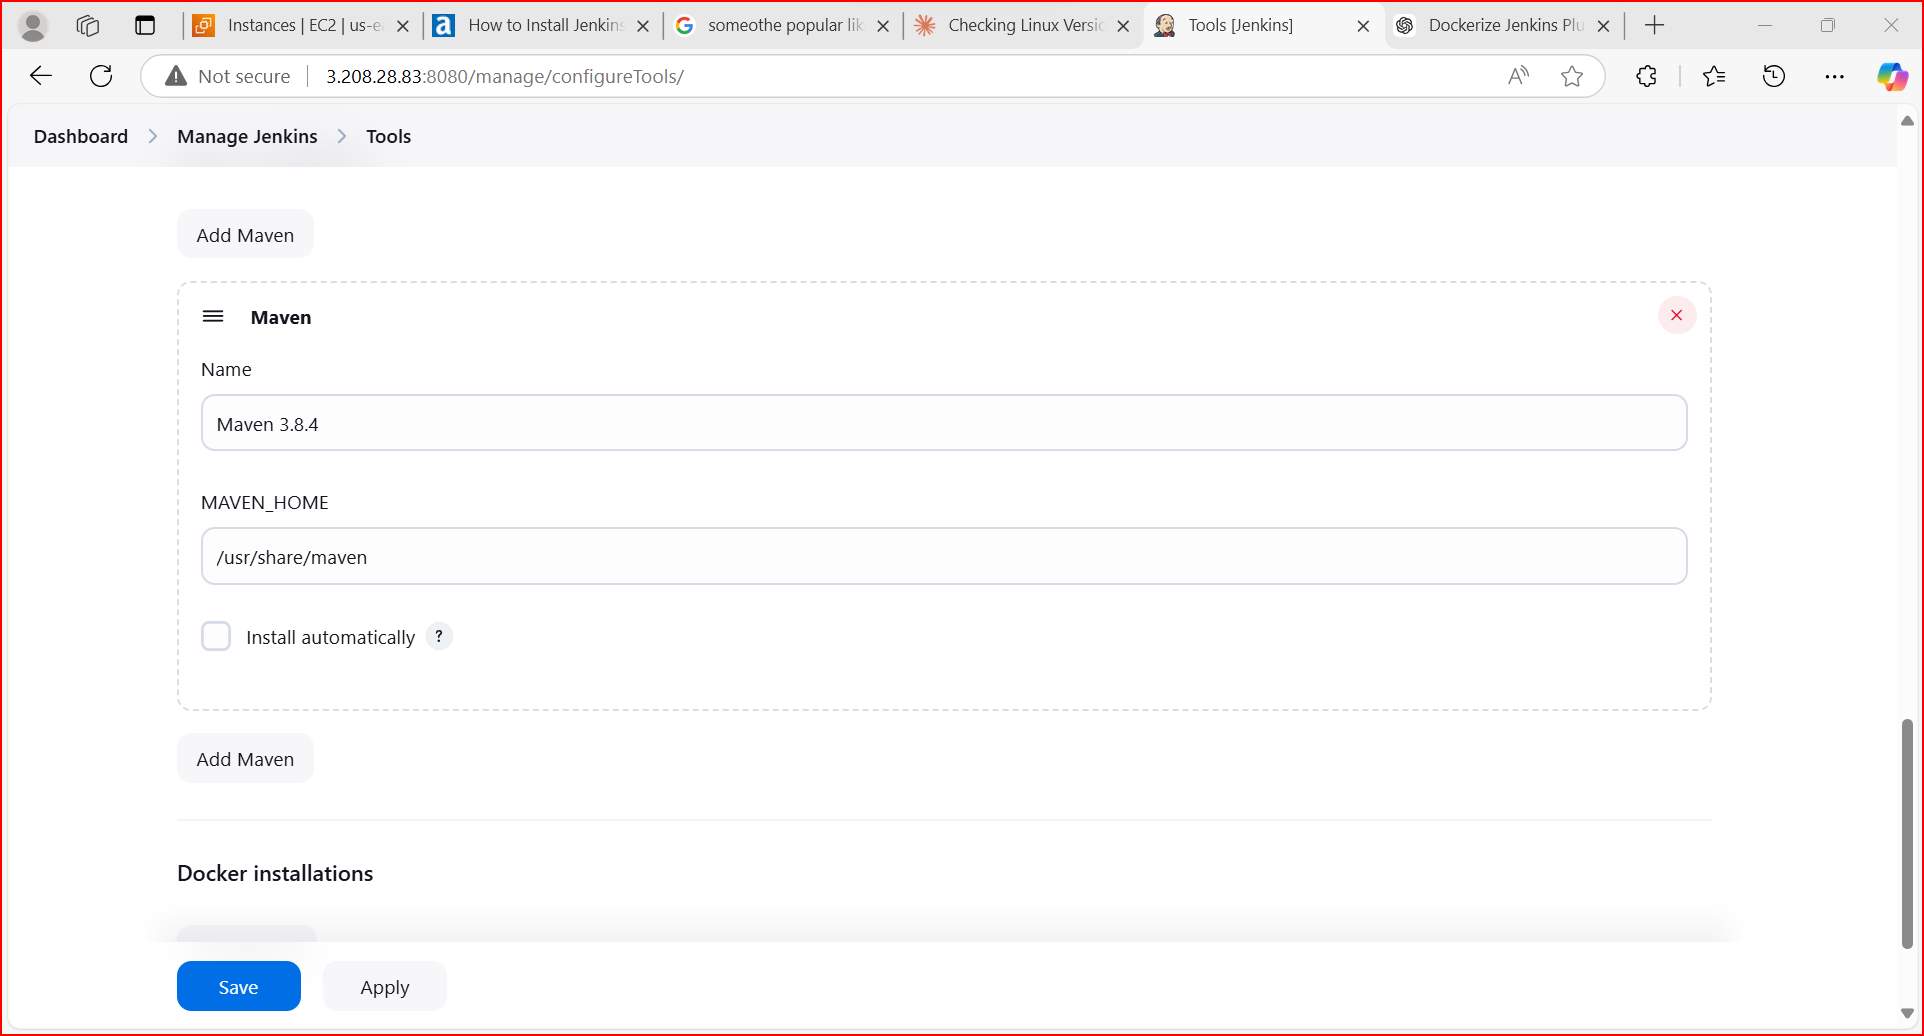 Instances | EC2 | us-ea
How to Install Jenkins
someothe popular lik
Checking Linux Versio
Tools [Jenkins]
Dockerize Jenkins Plu
Not secure
3.208.28.83:8080/manage/configureTools/
Dashboard
Manage Jenkins
Tools
Add Maven
Maven
Name
Maven 3.8.4
MAVEN_HOME
/usr/share/maven
Install automatically ?
Add Maven
Docker installations
Save
Apply